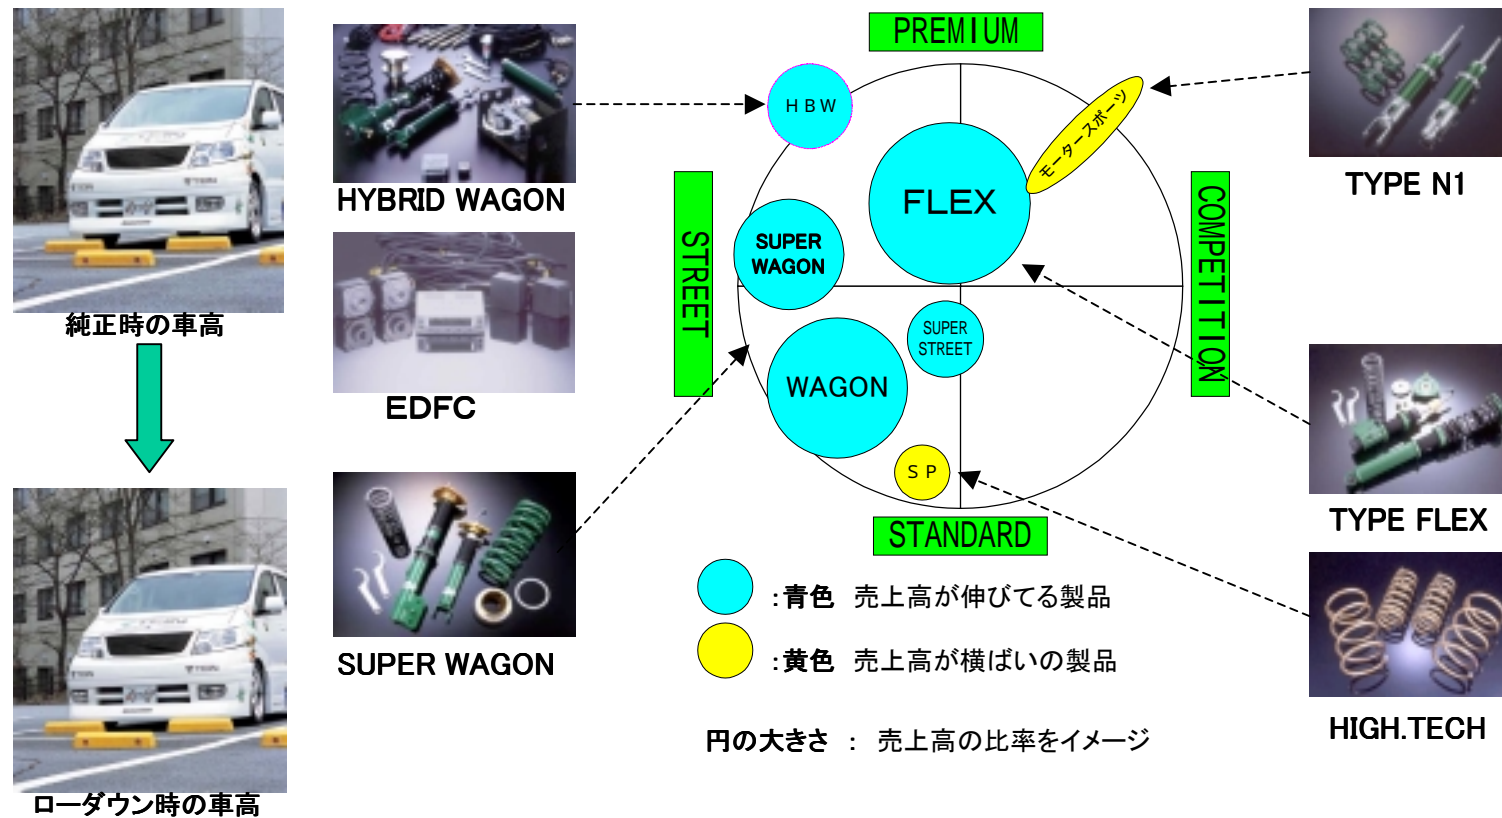 純正時の車高
ローダウン時の車高
HYBRID WAGON
EDFC
SUPER WAGON
PREMIUM
STREET
COMPETITION
STANDARD
HBW
モータースポーツ
FLEX
SUPER
WAGON
SUPER
STREET
WAGON
SP
:青色 売上高が伸びてる製品
:黄色 売上高が横ばいの製品
円の大きさ : 売上高の比率をイメージ
TYPE N1
TYPE FLEX
HIGH.TECH